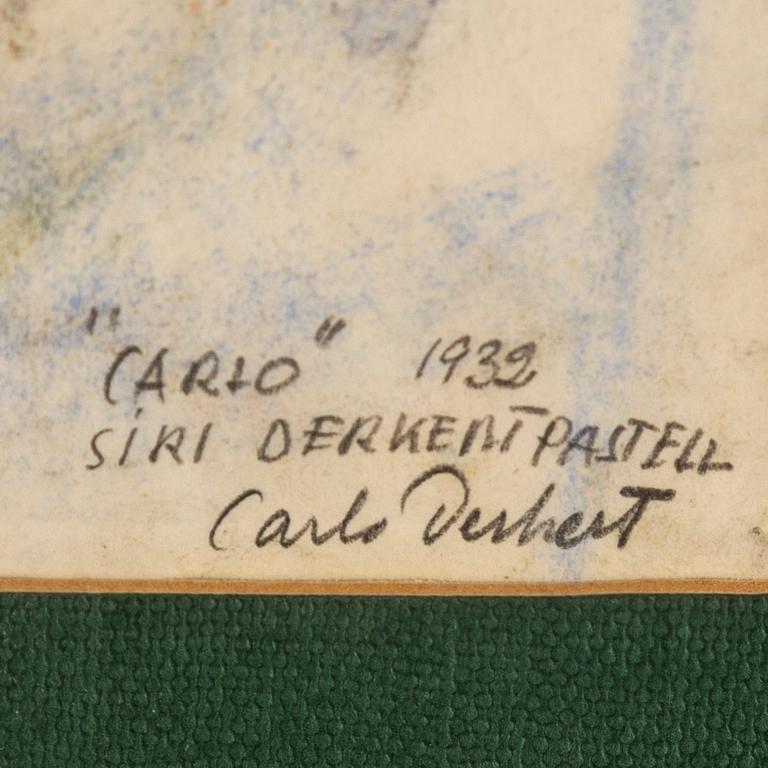 "CARLO" 1932
SIRI DERKERT PASTELL
Carlo Derkert